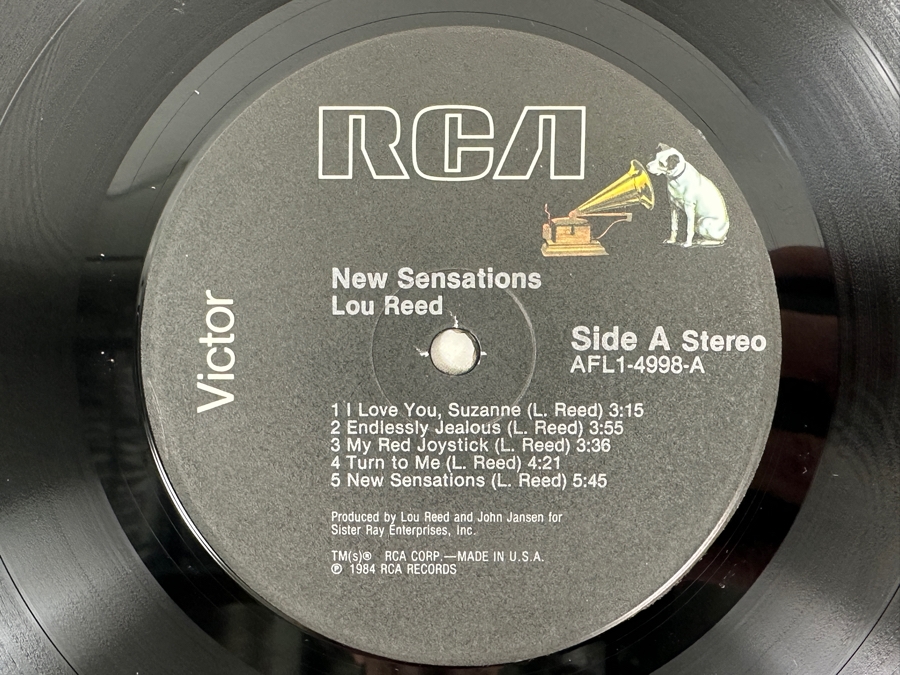 RCA
Victor
New Sensations
Lou Reed
Side A Stereo
AFL1-4998-A
1 I Love You, Suzanne (L. Reed) 3:15
2 Endlessly Jealous (L. Reed) 3:55
3 My Red Joystick (L. Reed) 3:36
4 Turn to Me (L. Reed) 4:21
5 New Sensations (L. Reed) 5:45
Produced by Lou Reed and John Jansen for
Sister Ray Enterprises, Inc.
TM(s)® RCA CORP.—MADE IN U.S.A.
℗ 1984 RCA RECORDS